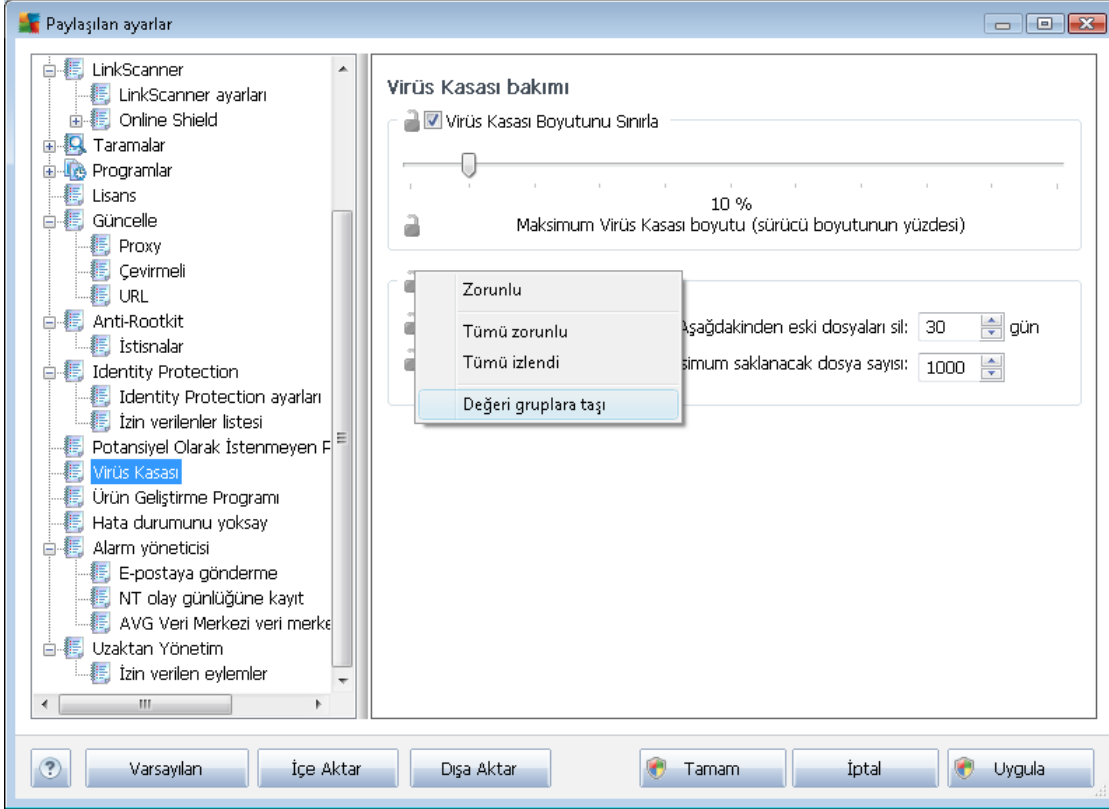 Paylaşılan ayarlar
LinkScanner
LinkScanner ayarları
Online Shield
Taramalar
Programlar
Lisans
Güncelle
Proxy
Çevirmeli
URL
Anti-Rootkit
İstisnalar
Identity Protection
Identity Protection ayarları
İzin verilenler listesi
Potansiyel Olarak İstenmeyen
Virüs Kasası
Ürün Geliştirme Programı
Hata durumunu yoksay
Alarm yöneticisi
E-postaya gönderme
NT olay günlüğüne kayıt
AVG Veri Merkezi veri merke
Uzaktan Yönetim
İzin verilen eylemler
Virüs Kasası bakımı
Virüs Kasası Boyutunu Sınırla
10 %
Maksimum Virüs Kasası boyutu (sürücü boyutunun yüzdesi)
Zorunlu
Tümü zorunlu
Tümü izlendi
Değeri gruplara taşı
Aşağdakinden eski dosyaları sil: 30 gün
simum saklanacak dosya sayısı: 1000
? Varsayılan İçe Aktar Dışa Aktar Tamam İptal Uygula